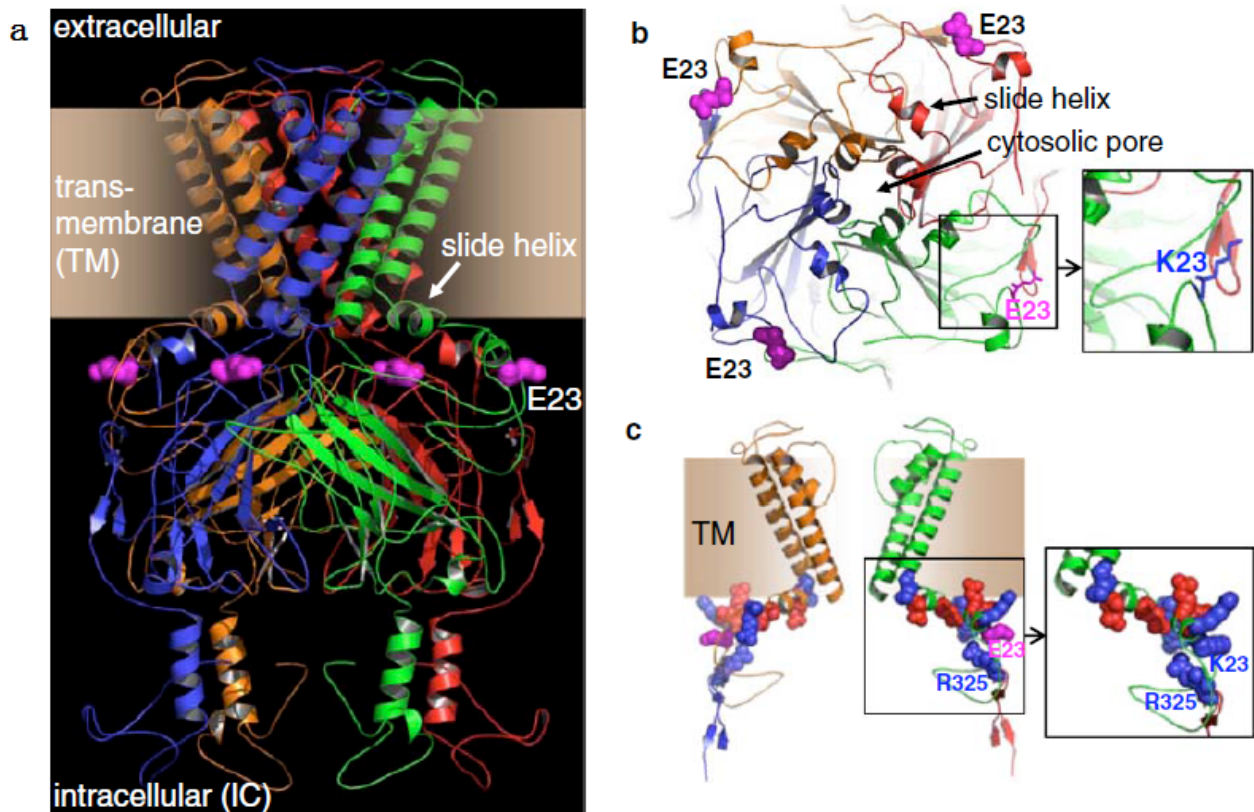 a
extracellular
trans-
membrane
(TM)
slide helix
E23
intracellular (IC)
b
E23
E23
slide helix
cytosolic pore
E23
K23
E23
c
TM
E23
R325
K23
R325